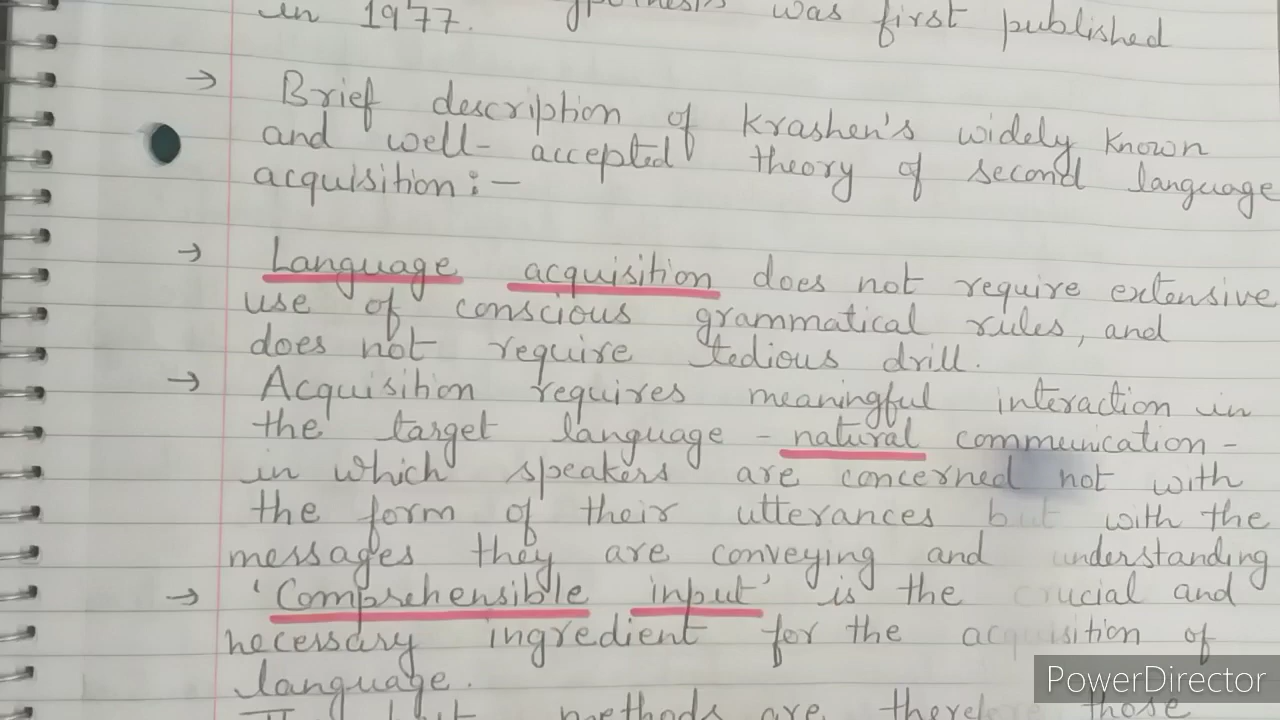 in 1977. was first published
→ Brief description of Krashen's widely known
and well- accepted theory of second language
acquisition :-
→ Language acquisition does not require extensive
use of conscious grammatical rules, and
does not require tedious drill.
→ Acquisition requires meaningful interaction in
the target language - natural communication -
in which speakers are concerned not with
the form of their utterances but with the
messages they are conveying and understanding
→ 'Comprehensible input' is the crucial and
necessary ingredient for the acquisition of
language.
methods are those
PowerDirector